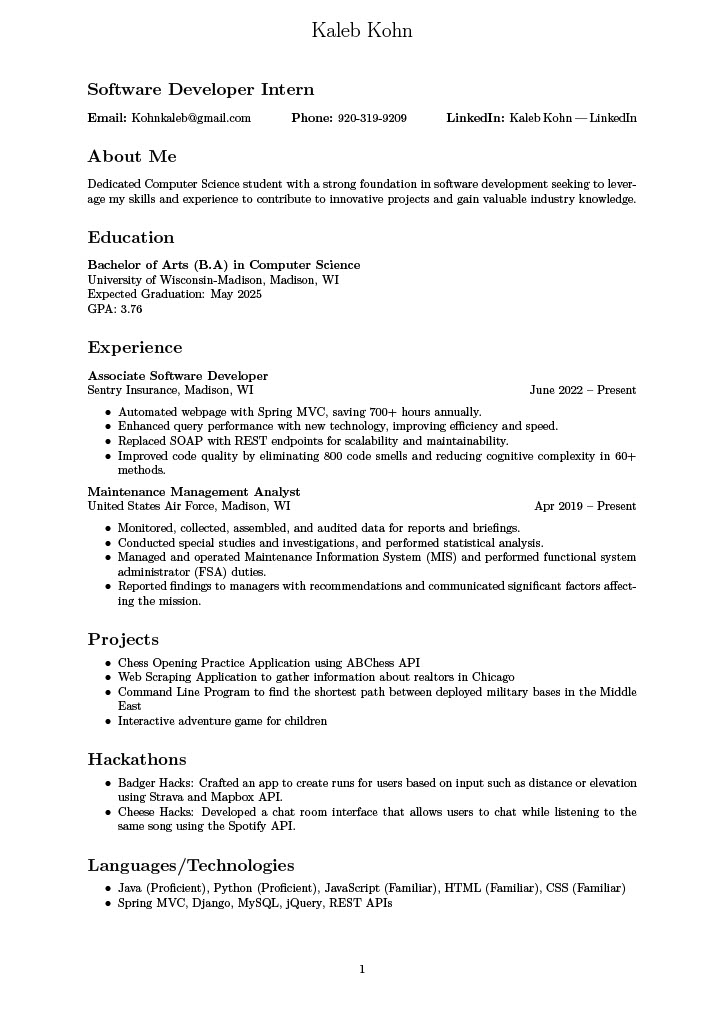 Kaleb Kohn
Software Developer Intern
Email: Kohnkaleb@gmail.com Phone: 920-319-9209 LinkedIn: Kaleb Kohn — LinkedIn
About Me
Dedicated Computer Science student with a strong foundation in software development seeking to lever-
age my skills and experience to contribute to innovative projects and gain valuable industry knowledge.
Education
Bachelor of Arts (B.A) in Computer Science
University of Wisconsin-Madison, Madison, WI
Expected Graduation: May 2025
GPA: 3.76
Experience
Associate Software Developer
Sentry Insurance, Madison, WI June 2022 – Present
• Automated webpage with Spring MVC, saving 700+ hours annually.
• Enhanced query performance with new technology, improving efficiency and speed.
• Replaced SOAP with REST endpoints for scalability and maintainability.
• Improved code quality by eliminating 800 code smells and reducing cognitive complexity in 60+
methods.
Maintenance Management Analyst
United States Air Force, Madison, WI Apr 2019 – Present
• Monitored, collected, assembled, and audited data for reports and briefings.
• Conducted special studies and investigations, and performed statistical analysis.
• Managed and operated Maintenance Information System (MIS) and performed functional system
administrator (FSA) duties.
• Reported findings to managers with recommendations and communicated significant factors affect-
ing the mission.
Projects
• Chess Opening Practice Application using ABChess API
• Web Scraping Application to gather information about realtors in Chicago
• Command Line Program to find the shortest path between deployed military bases in the Middle
East
• Interactive adventure game for children
Hackathons
• Badger Hacks: Crafted an app to create runs for users based on input such as distance or elevation
using Strava and Mapbox API.
• Cheese Hacks: Developed a chat room interface that allows users to chat while listening to the
same song using the Spotify API.
Languages/Technologies
• Java (Proficient), Python (Proficient), JavaScript (Familiar), HTML (Familiar), CSS (Familiar)
• Spring MVC, Django, MySQL, jQuery, REST APIs
1